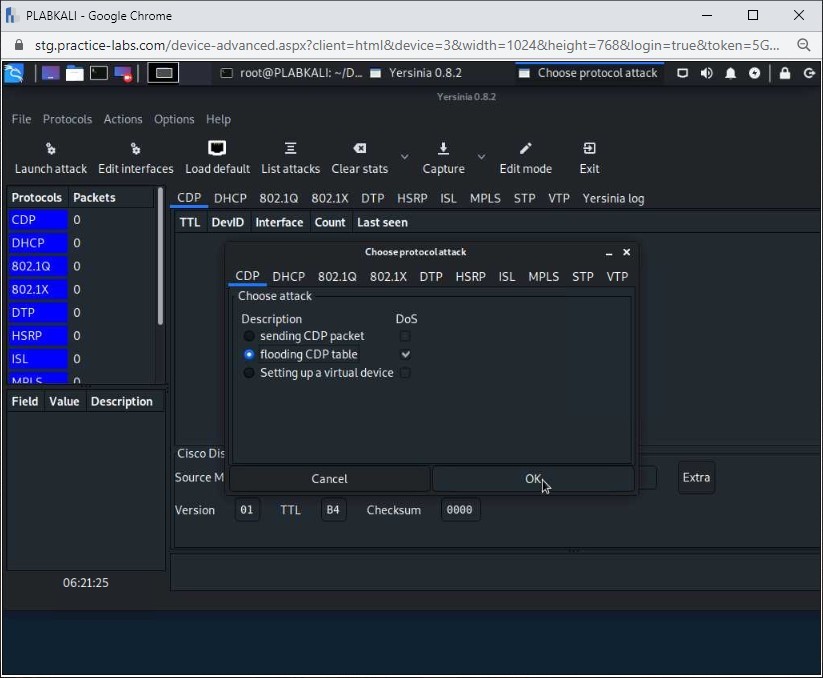 PLABKALI - Google Chrome
stg.practice-labs.com/device-advanced.aspx?client=html&device=3&width=1024&height=768&login=true&token=5G...
root@PLABKALI: ~/D... Yersinia 0.8.2 Choose protocol attack
Yersinia 0.8.2
File Protocols Actions Options Help
Launch attack Edit interfaces Load default List attacks Clear stats Capture Edit mode Exit
Protocols Packets
CDP 0
DHCP 0
802.1Q 0
802.1X 0
DTP 0
HSRP 0
ISL 0
MPLS 0
Field Value Description
06:21:25
CDP DHCP 802.1Q 802.1X DTP HSRP ISL MPLS STP VTP Yersinia log
TTL DevID Interface Count Last seen
Choose protocol attack
CDP DHCP 802.1Q 802.1X DTP HSRP ISL MPLS STP VTP
Choose attack
Description DoS
sending CDP packet
flooding CDP table
Setting up a virtual device
Cancel OK
Cisco Dis
Source M Extra
Version 01 TTL B4 Checksum 0000